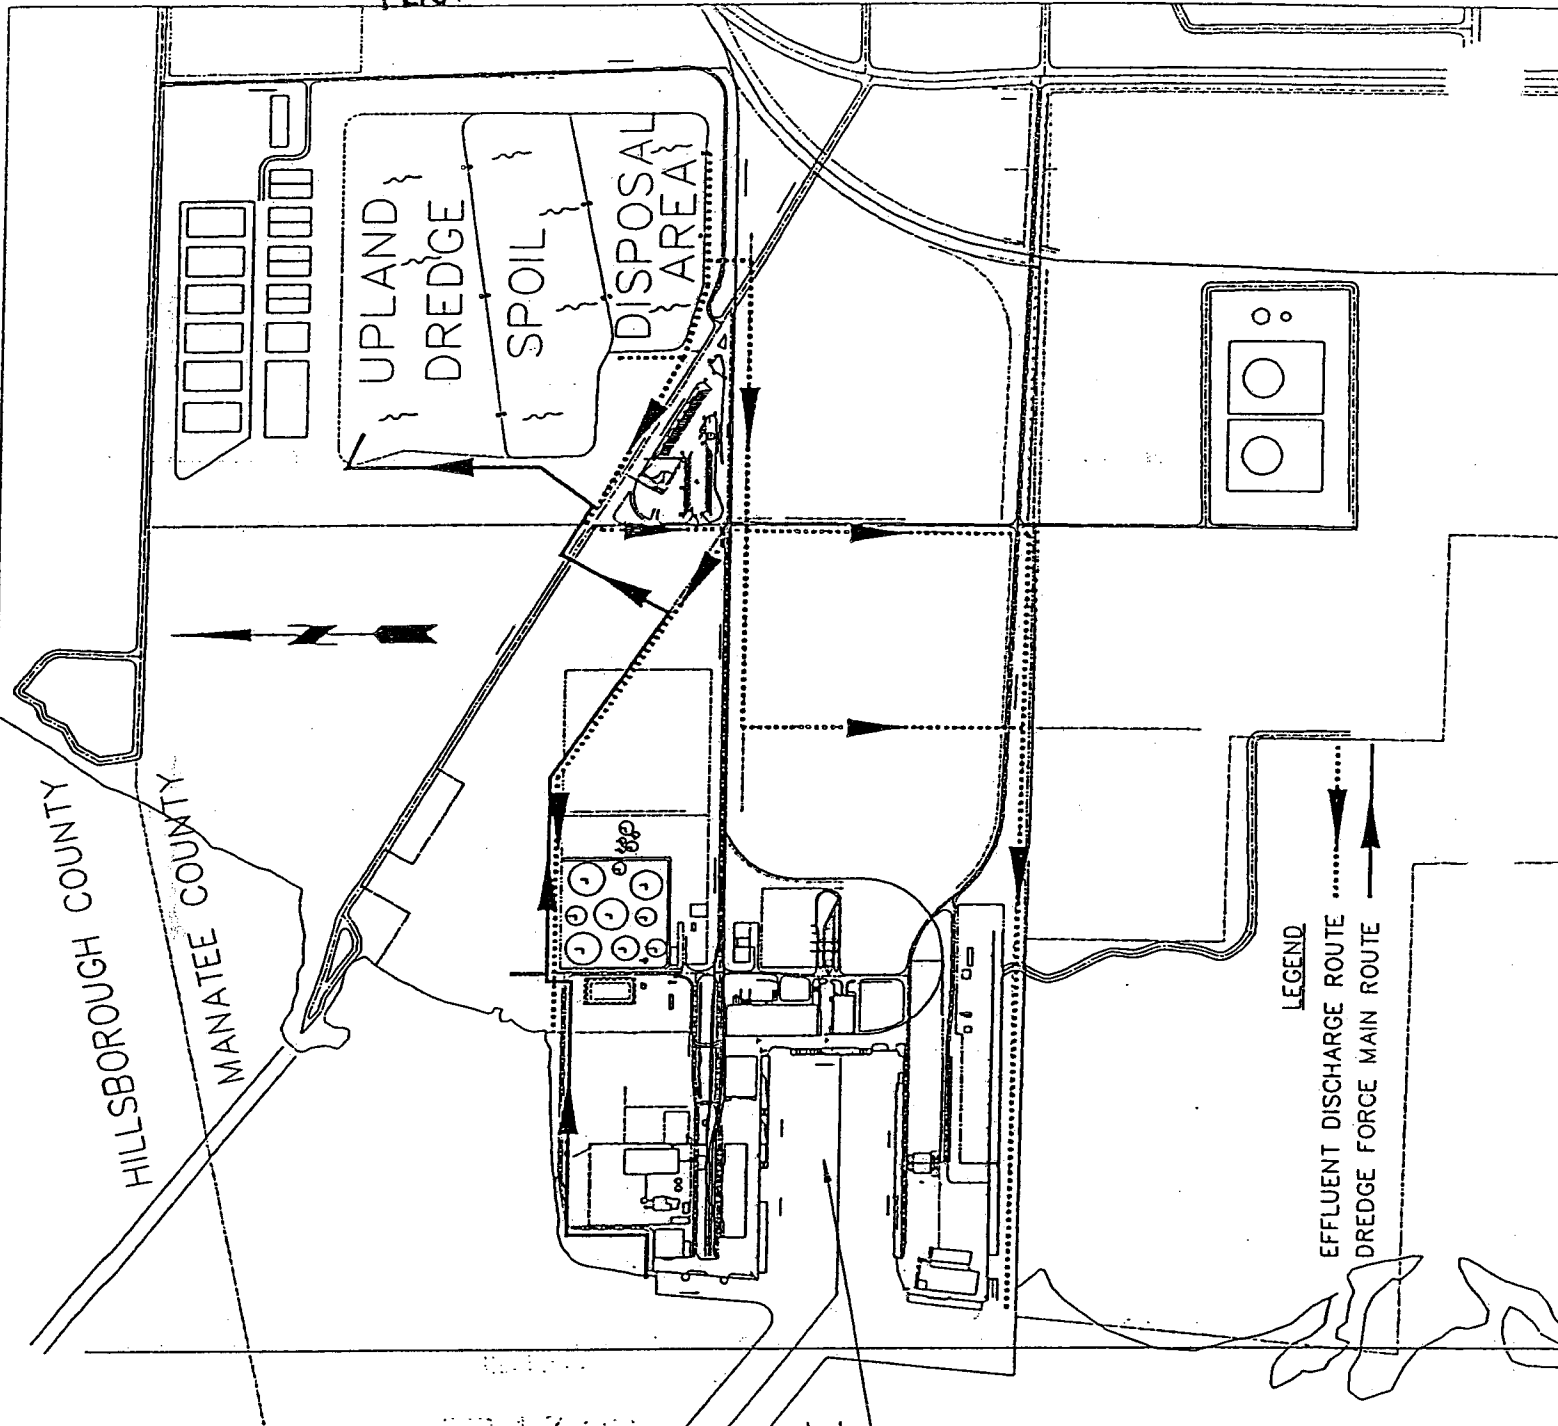 UPLAND
DREDGE
SPOIL
DISPOSAL
AREA
HILLSBOROUGH COUNTY
MANATEE COUNTY
LEGEND
EFFLUENT DISCHARGE ROUTE
DREDGE FORCE MAIN ROUTE